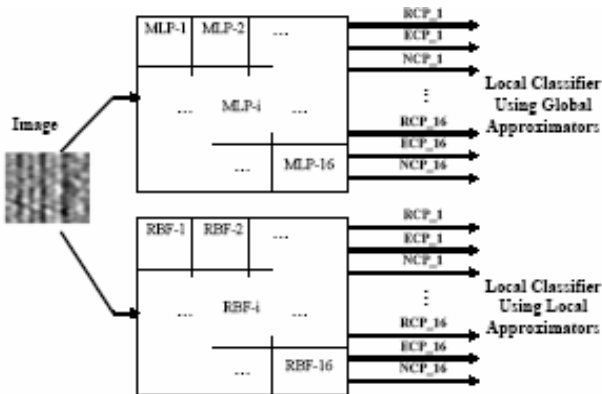 Image
MLP-1 MLP-2 ...
... MLP-i ...
... MLP-16
RCP_1
ECP_1
NCP_1
⋮
RCP_16
ECP_16
NCP_16
Local Classifier
Using Global
Approximators
RBF-1 RBF-2 ...
... RBF-i ...
... RBF-16
RCP_1
ECP_1
NCP_1
⋮
RCP_16
ECP_16
NCP_16
Local Classifier
Using Local
Approximators